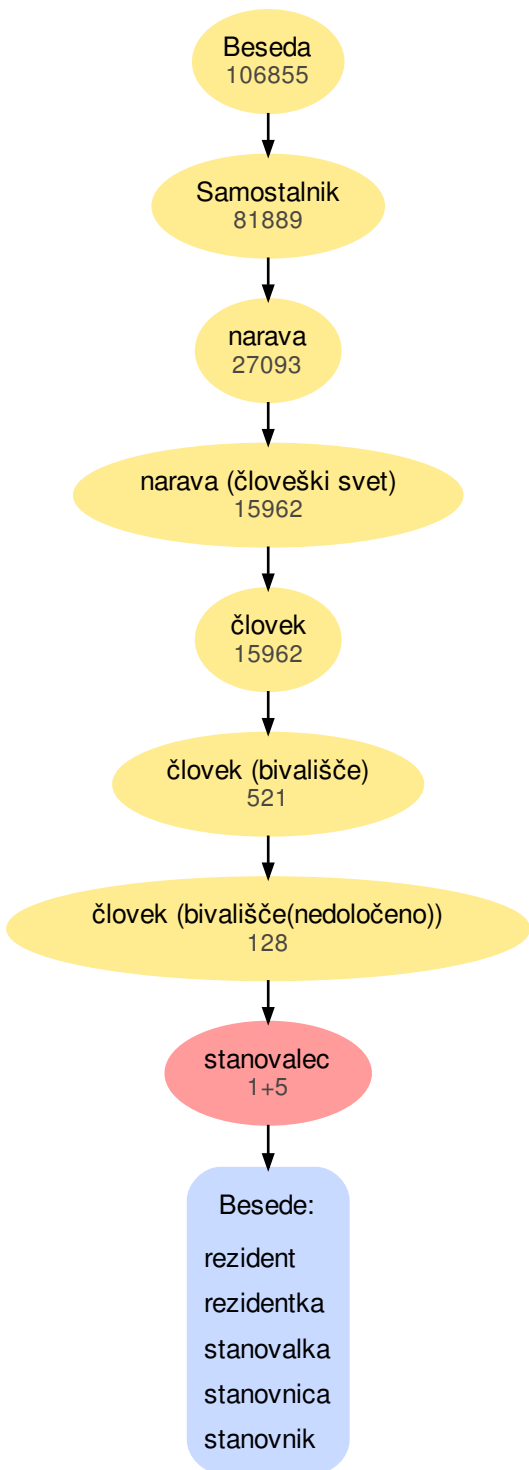 Beseda
106855
Samostalnik
81889
narava
27093
narava (človeški svet)
15962
človek
15962
človek (bivališče)
521
človek (bivališče(nedoločeno))
128
stanovalec
1+5
Besede:
rezident
rezidentka
stanovalka
stanovnica
stanovnik